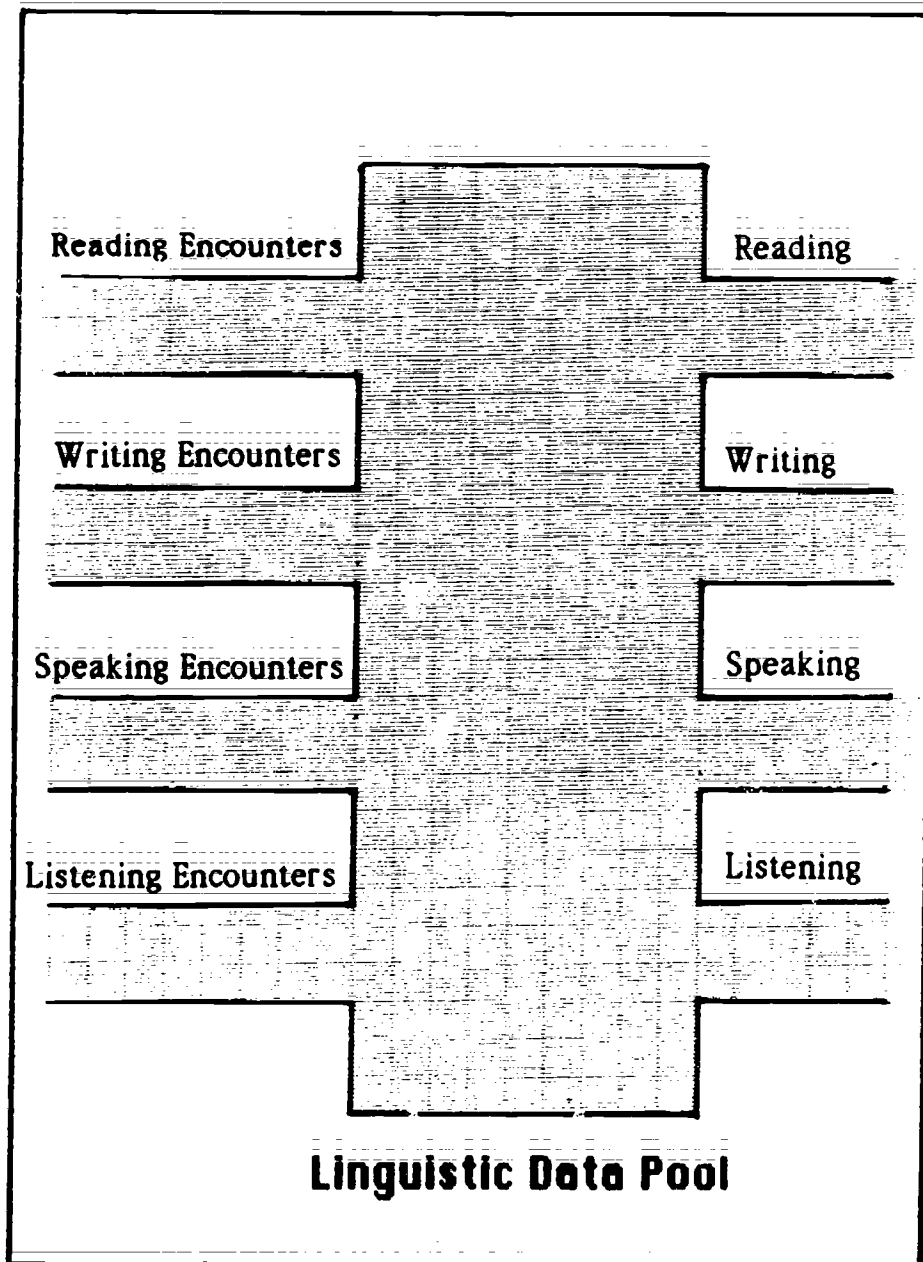 Reading Encounters
Reading
Writing Encounters
Writing
Speaking Encounters
Speaking
Listening Encounters
Listening
Linguistic Data Pool